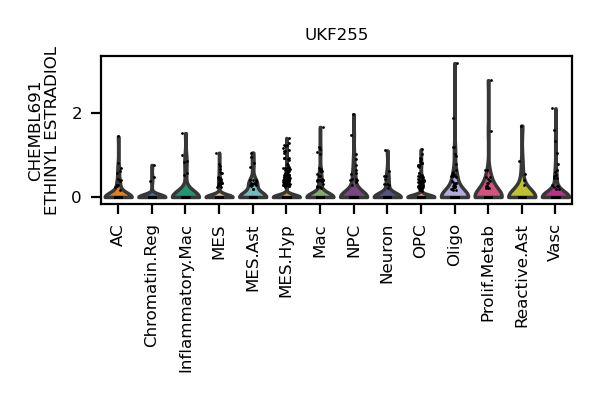 UKF255
CHEMBL691
ETHINYL ESTRADIOL
2
0
AC
Chromatin.Reg
Inflammatory.Mac
MES
MES.Ast
MES.Hyp
Mac
NPC
Neuron
OPC
Oligo
Prolif.Metab
Reactive.Ast
Vasc